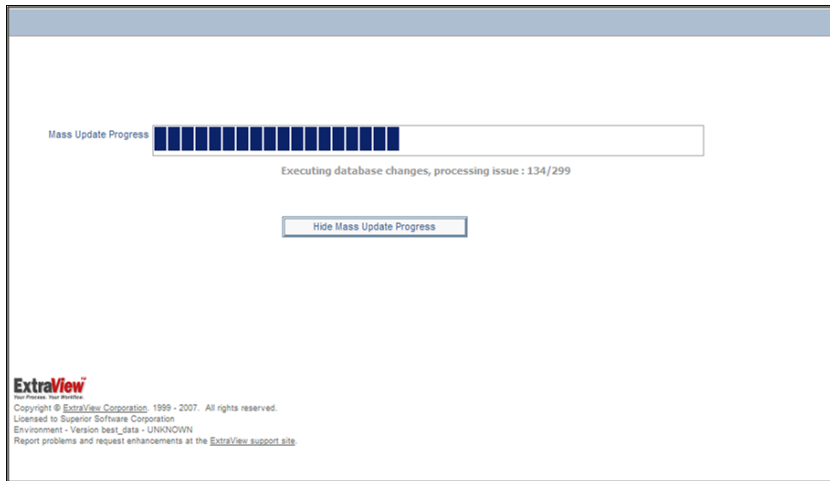 Mass Update Progress
Executing database changes, processing issue : 134/299
Hide Mass Update Progress
ExtraView™
Your Process. Your Workflow.
Copyright © ExtraView Corporation. 1999 - 2007. All rights reserved.
Licensed to Superior Software Corporation
Environment - Version best_data - UNKNOWN
Report problems and request enhancements at the ExtraView support site.